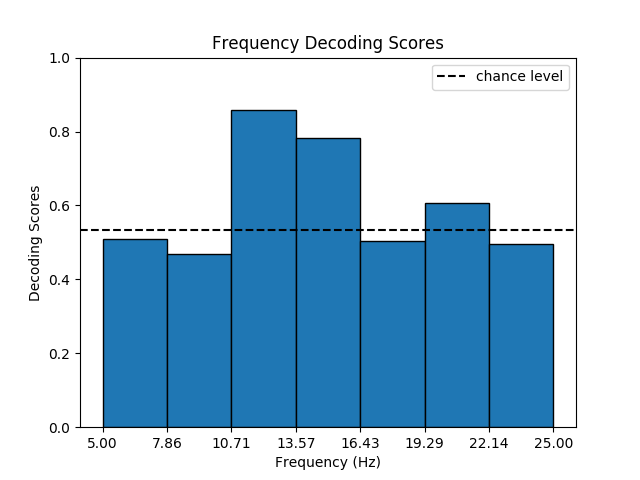 Frequency Decoding Scores
chance level
Decoding Scores
1.0
0.8
0.6
0.4
0.2
0.0
5.00 7.86 10.71 13.57 16.43 19.29 22.14 25.00
Frequency (Hz)